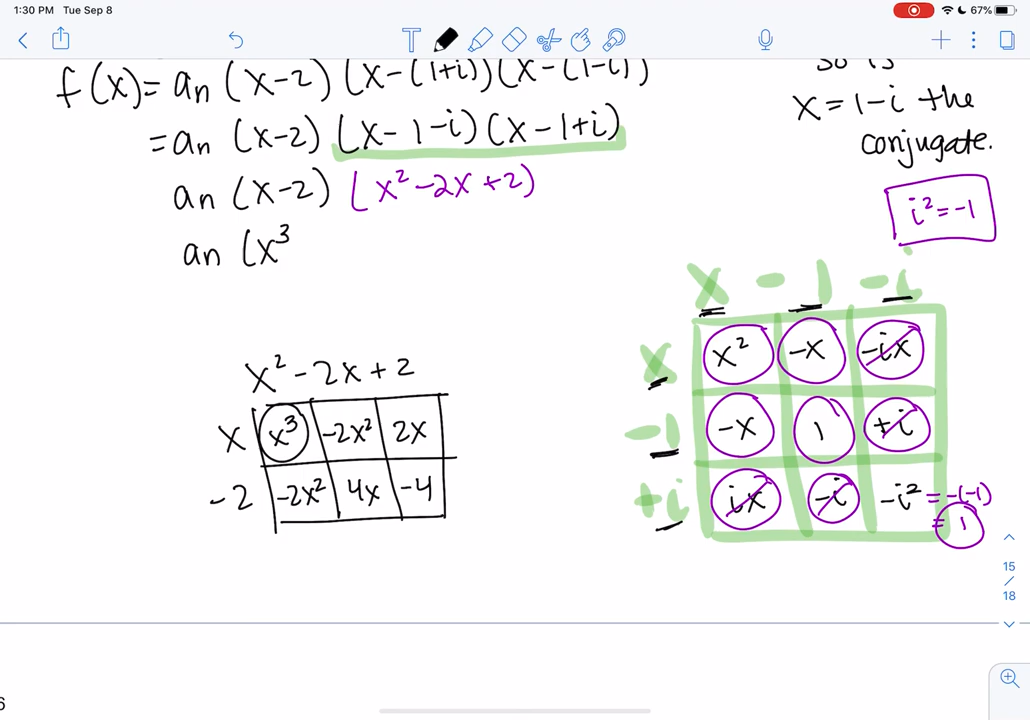 1:30 PM Tue Sep 8
67%
f(x)= an (x-2) (x-(1+i))(x-(1-i))
=an (x-2) (x-1-i)(x-1+i)
an (x-2) (x²-2x+2)
an (x³
so is
x=1-i the
conjugate.
i²=-1
x²-2x+2
x x³ -2x² 2x
-2 -2x² 4x -4
x -1 -i
x x² -x -ix
-1 -x 1 +i
+i ix -i -i² = -(-1)
= 1
15
/
18
6